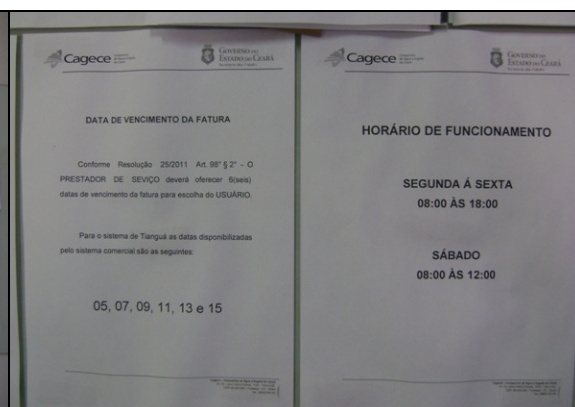 Cagece
GOVERNO DO
ESTADO DO CEARÁ
DATA DE VENCIMENTO DA FATURA
Conforme Resolução 25/2011 Art. 98° § 2° - O
PRESTADOR DE SEVIÇO deverá oferecer 6(seis)
datas de vencimento da fatura para escolha do USUÁRIO.
Para o sistema de Tianguá as datas disponibilizadas
pelo sistema comercial são as seguintes:
05, 07, 09, 11, 13 e 15
Cagece
GOVERNO DO
ESTADO DO CEARÁ
HORÁRIO DE FUNCIONAMENTO
SEGUNDA Á SEXTA
08:00 ÀS 18:00
SÁBADO
08:00 ÀS 12:00